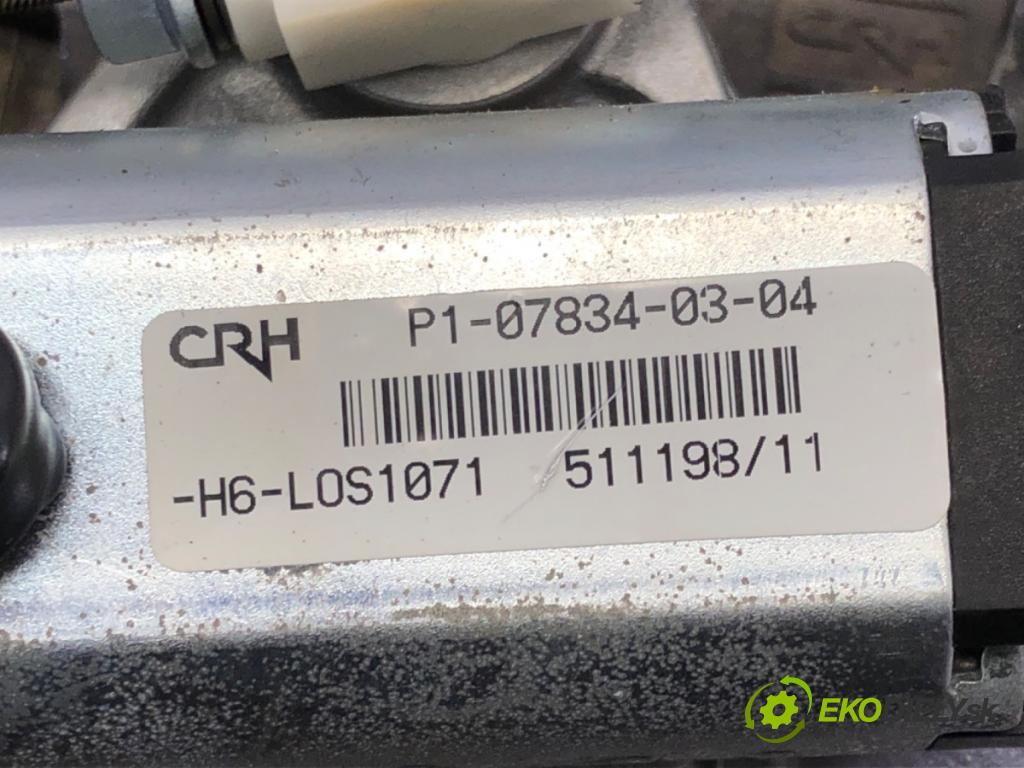 CRH P1-07834-03-04
-H6-LOS1071 511198/11
EKO